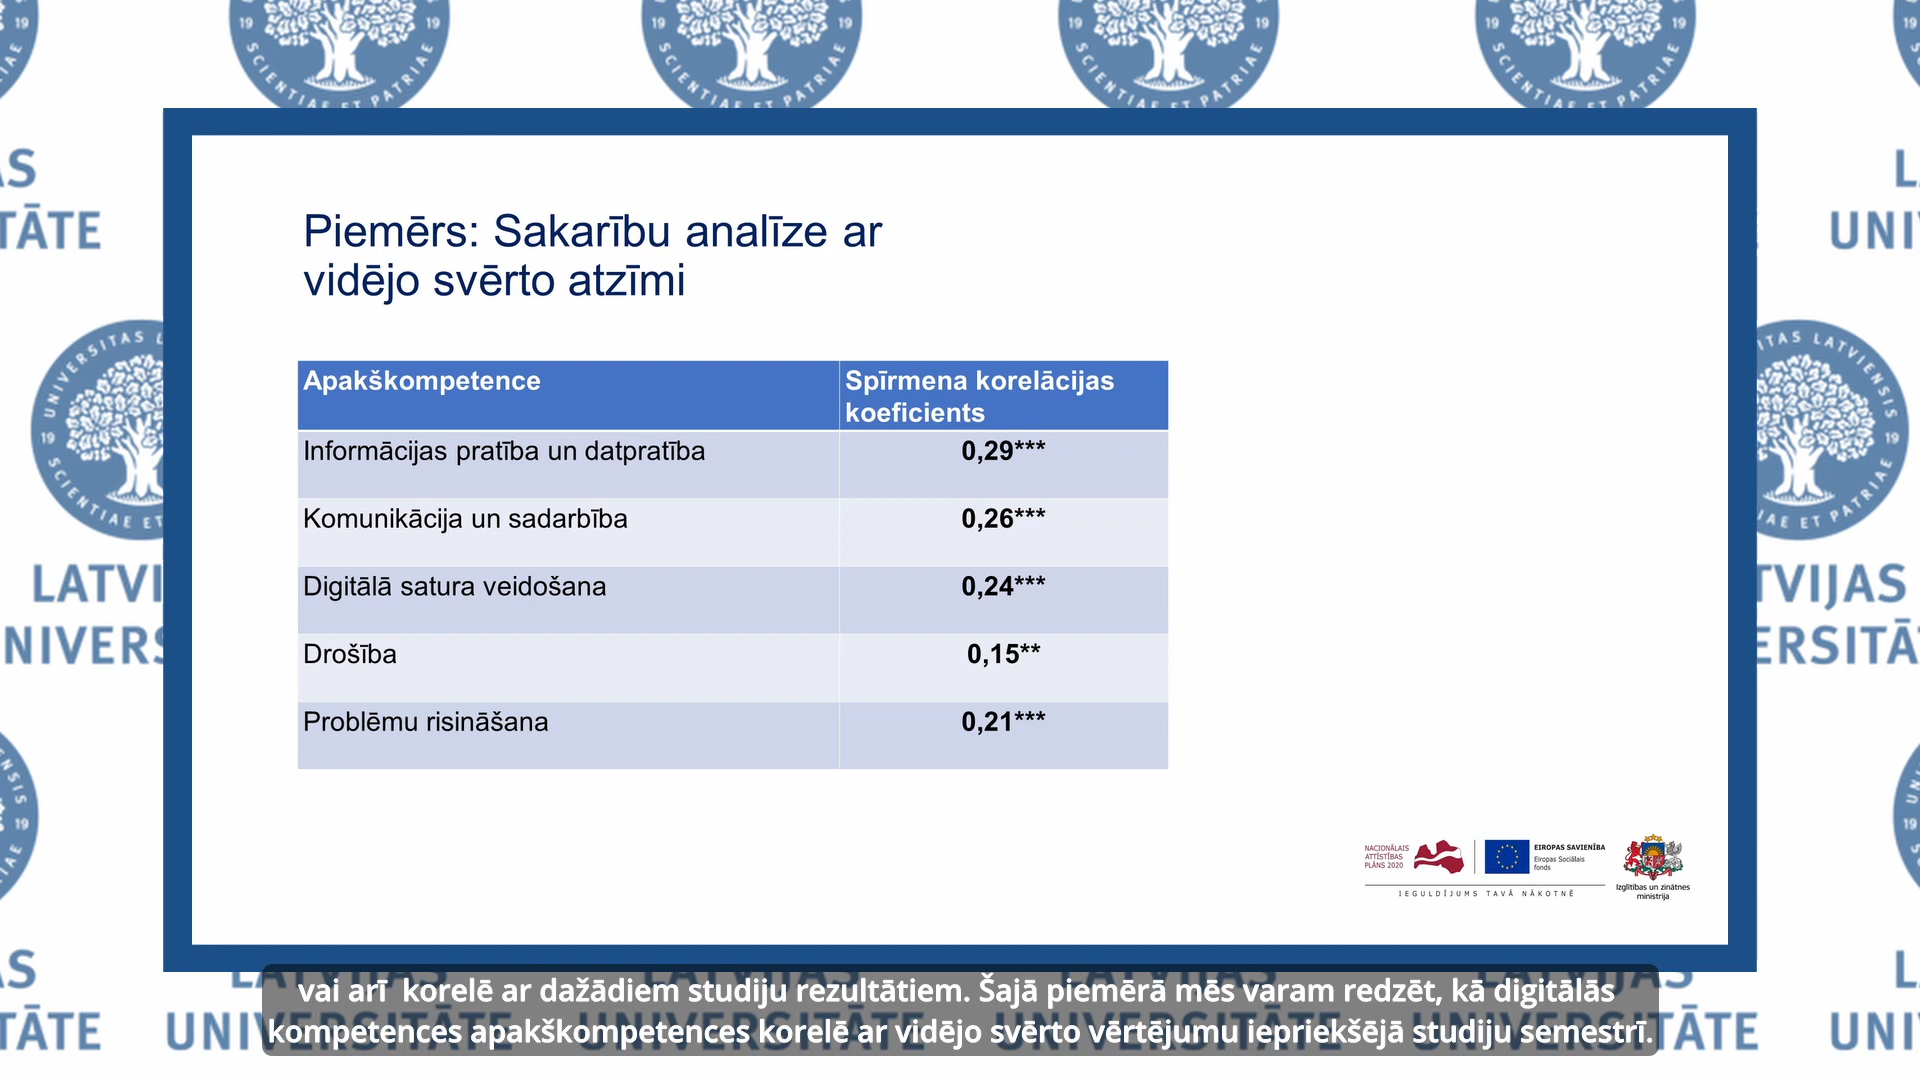 Piemērs: Sakarību analīze ar
vidējo svērto atzīmi
Apakškompetence
Spīrmena korelācijas
koeficients
Informācijas pratība un datpratība
0,29***
Komunikācija un sadarbība
0,26***
Digitālā satura veidošana
0,24***
Drošība
0,15**
Problēmu risināšana
0,21***
NACIONĀLAIS
ATTĪSTĪBAS
PLĀNS 2020
EIROPAS SAVIENĪBA
Eiropas Sociālais
fonds
IEGULDĪJUMS TAVĀ NĀKOTNĒ
Izglītības un zinātnes
ministrija
vai arī korelē ar dažādiem studiju rezultātiem. Šajā piemērā mēs varam redzēt, kā digitālās
kompetences apakškompetences korelē ar vidējo svērto vērtējumu iepriekšējā studiju semestrī.